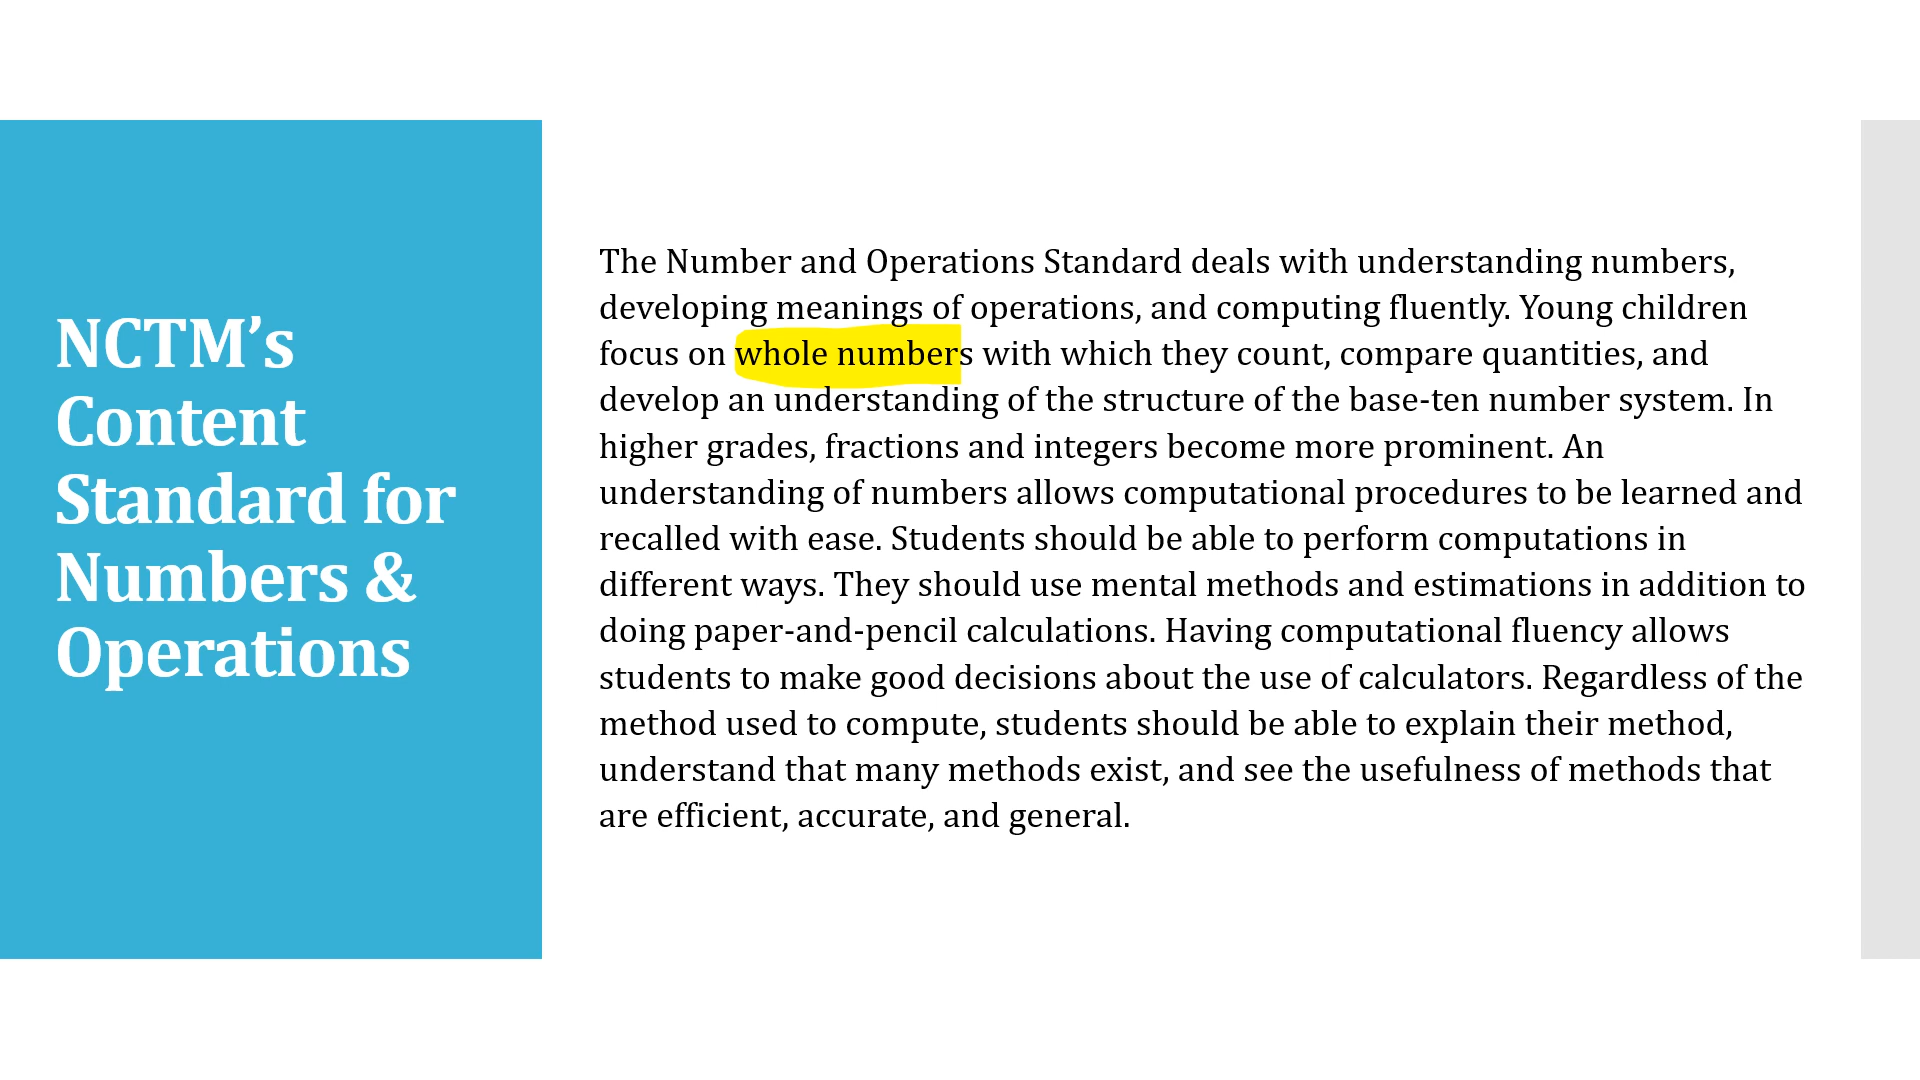 NCTM’s
Content
Standard for
Numbers &
Operations
The Number and Operations Standard deals with understanding numbers,
developing meanings of operations, and computing fluently. Young children
focus on whole numbers with which they count, compare quantities, and
develop an understanding of the structure of the base-ten number system. In
higher grades, fractions and integers become more prominent. An
understanding of numbers allows computational procedures to be learned and
recalled with ease. Students should be able to perform computations in
different ways. They should use mental methods and estimations in addition to
doing paper-and-pencil calculations. Having computational fluency allows
students to make good decisions about the use of calculators. Regardless of the
method used to compute, students should be able to explain their method,
understand that many methods exist, and see the usefulness of methods that
are efficient, accurate, and general.